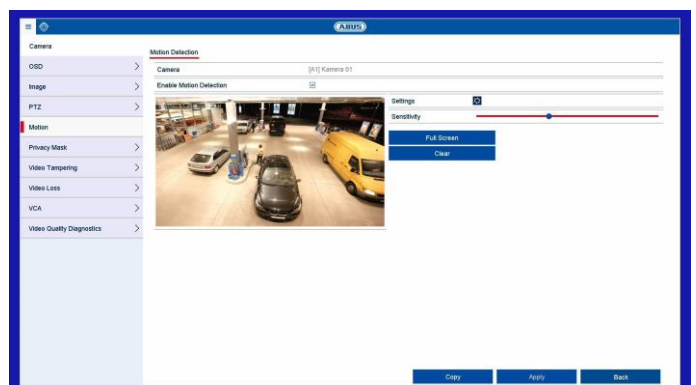 ABUS
Camera
OSD
Image
PTZ
Motion
Privacy Mask
Video Tampering
Video Loss
VCA
Video Quality Diagnostics
Motion Detection
Camera [A1] Kamera 01
Enable Motion Detection
Settings
Sensitivity
Full Screen
Clear
Copy Apply Back